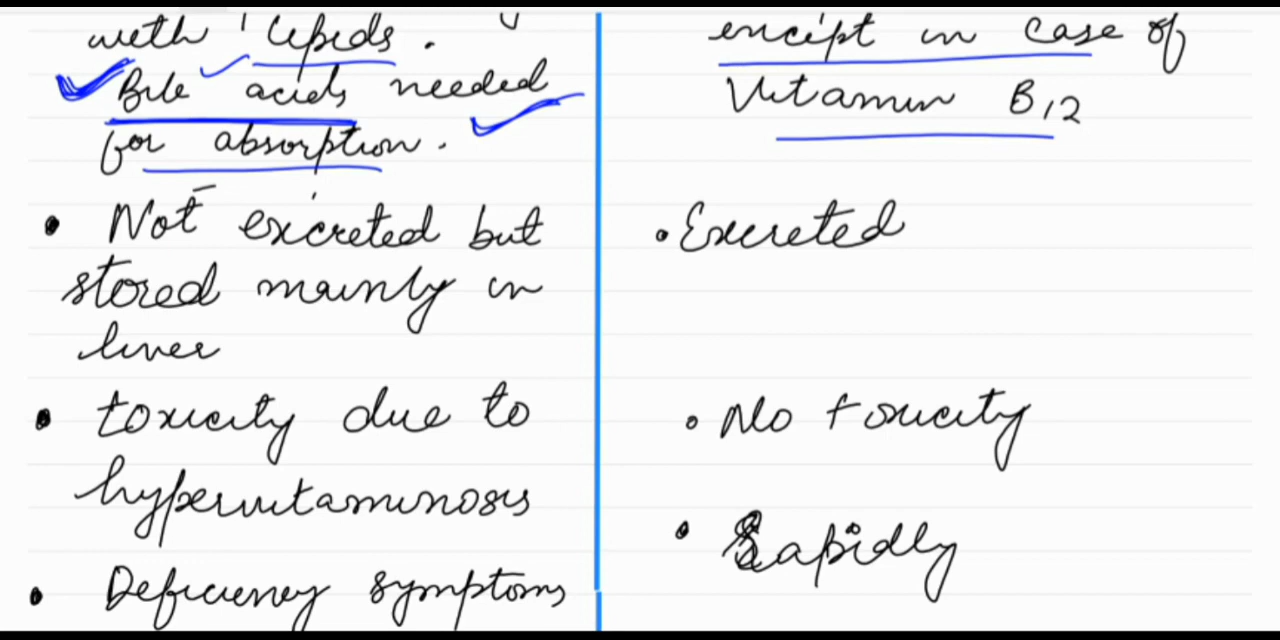 with lipids.
Bile acids needed
for absorption.
• Not excreted but
stored mainly in
liver
• toxicity due to
hypervitaminosis
• Deficiency symptoms
except in case of
Vitamin B12
• Excreted
• No toxicity
• Rapidly